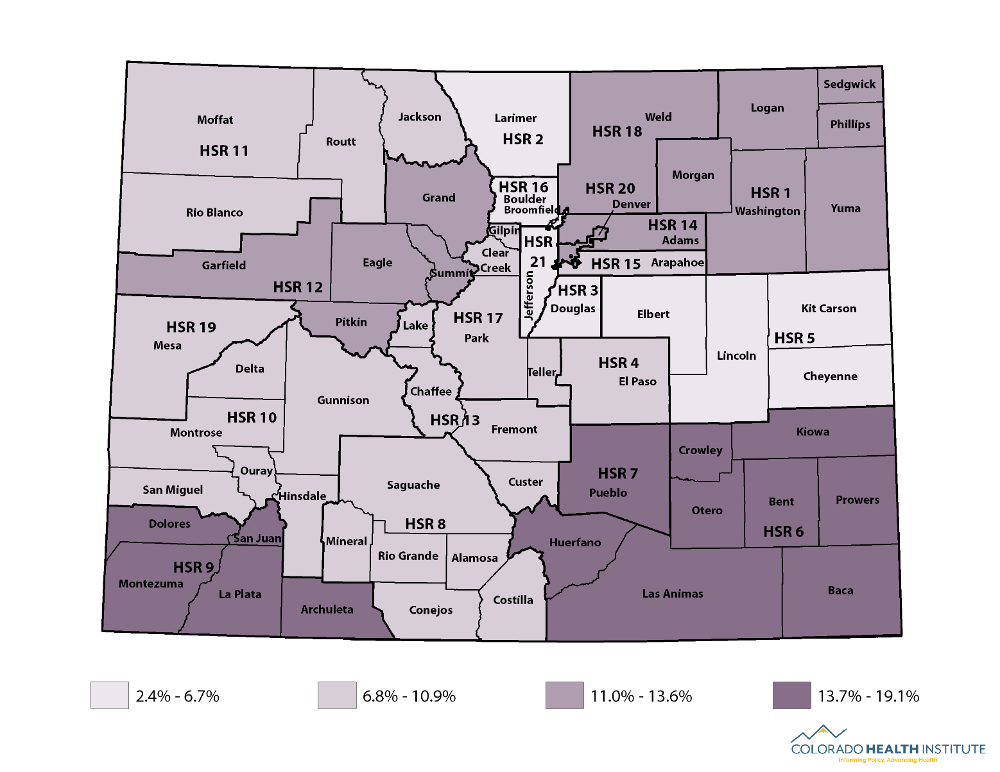 Sedgwick
Logan
Phillips
Moffat
Jackson
Larimer
Weld
HSR 2
HSR 18
Routt
HSR 11
Morgan
HSR 1
Washington
Yuma
Grand
HSR 16
Boulder
Broomfield
HSR 20
Denver
Rio Blanco
HSR 14
Adams
Gilpin
HSR
21
Jefferson
Clear
Creek
HSR 15
Arapahoe
Garfield
Eagle
Summit
HSR 12
HSR 3
Douglas
Elbert
Kit Carson
HSR 5
Pitkin
Lake
HSR 17
Park
HSR 19
Mesa
Lincoln
Cheyenne
Delta
Teller
HSR 4
El Paso
Chaffee
Gunnison
HSR 10
HSR 13
Fremont
Montrose
Kiowa
Crowley
Ouray
San Miguel
Hinsdale
Saguache
Custer
HSR 7
Pueblo
Otero
Bent
Prowers
HSR 6
Dolores
San Juan
HSR 8
Mineral
Rio Grande
Alamosa
Huerfano
HSR 9
Montezuma
La Plata
Archuleta
Conejos
Costilla
Las Animas
Baca
2.4% - 6.7%
6.8% - 10.9%
11.0% - 13.6%
13.7% - 19.1%
COLORADO HEALTH INSTITUTE
Informing Policy. Advancing Health